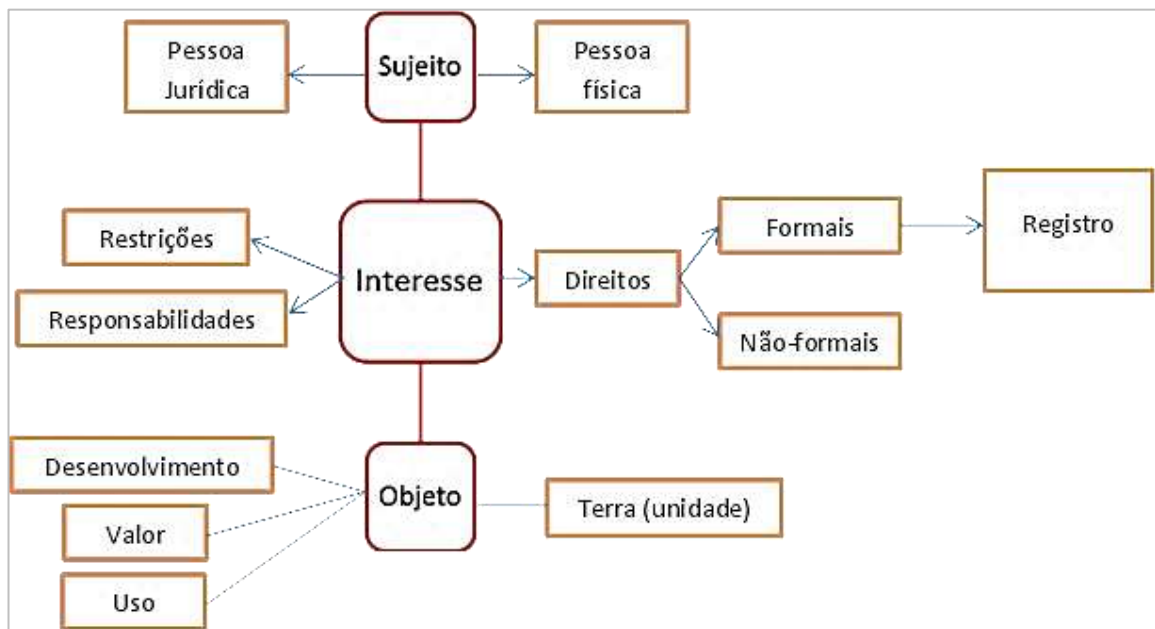 Pessoa
Jurídica
Sujeito
Pessoa
física
Restrições
Responsabilidades
Interesse
Direitos
Formais
Não-formais
Registro
Desenvolvimento
Valor
Uso
Objeto
Terra (unidade)